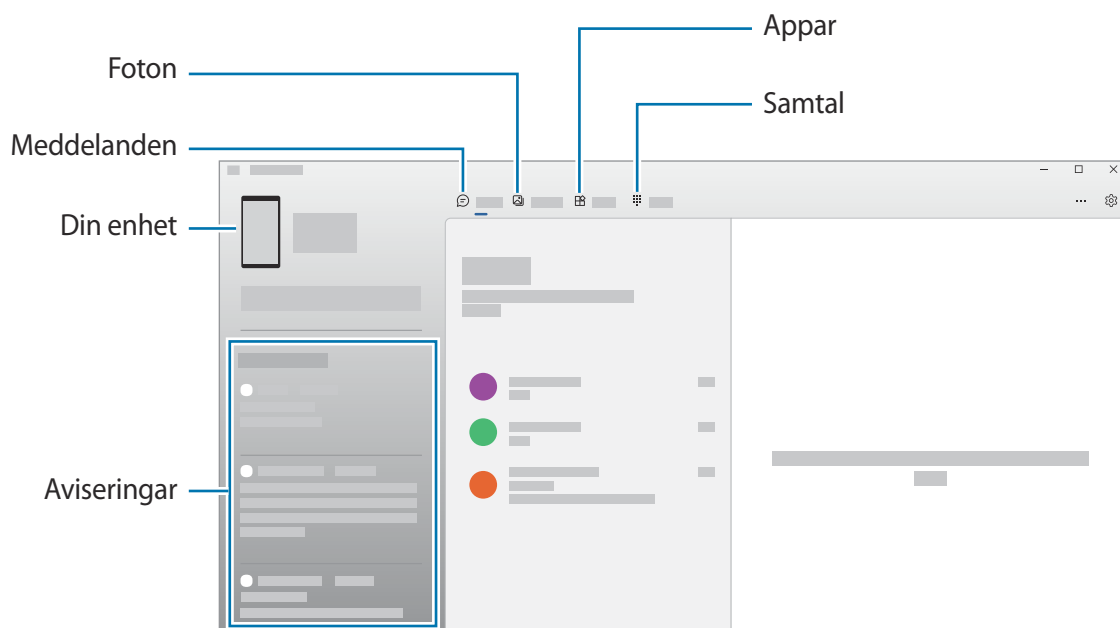 Appar
Foton
Samtal
Meddelanden
Din enhet
Aviseringar